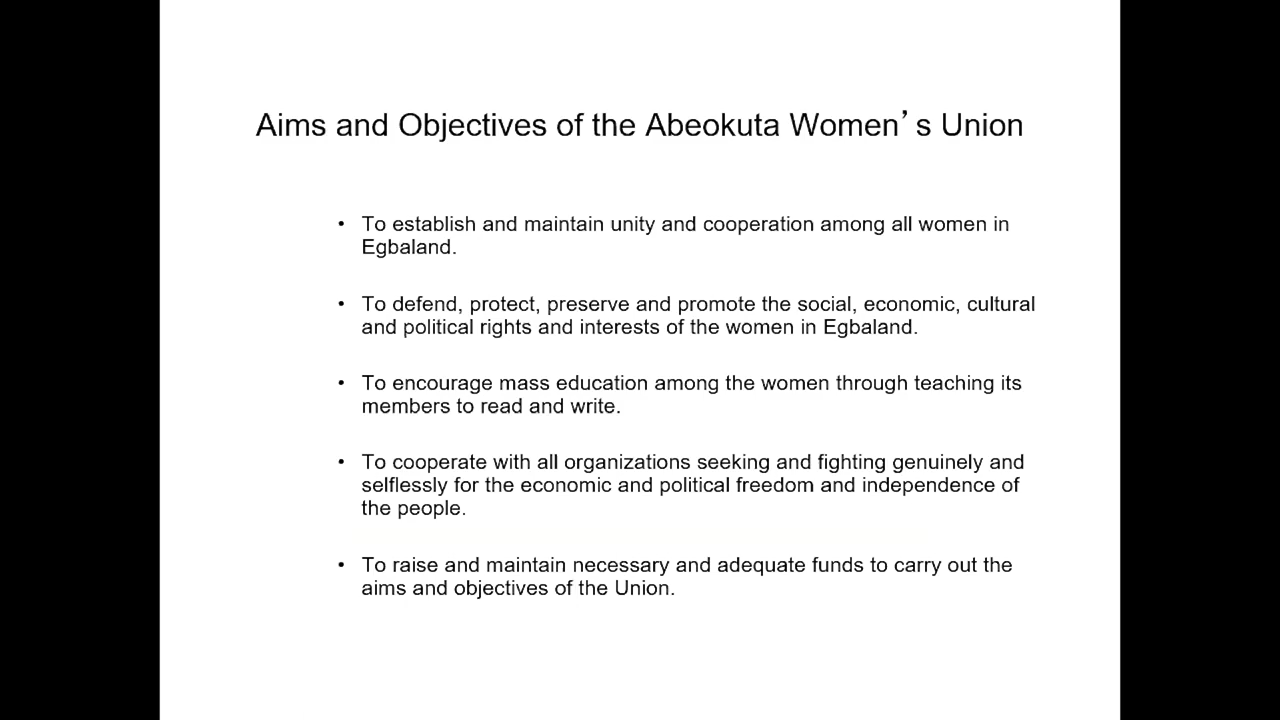 Aims and Objectives of the Abeokuta Women’s Union
• To establish and maintain unity and cooperation among all women in
Egbaland.
• To defend, protect, preserve and promote the social, economic, cultural
and political rights and interests of the women in Egbaland.
• To encourage mass education among the women through teaching its
members to read and write.
• To cooperate with all organizations seeking and fighting genuinely and
selflessly for the economic and political freedom and independence of
the people.
• To raise and maintain necessary and adequate funds to carry out the
aims and objectives of the Union.